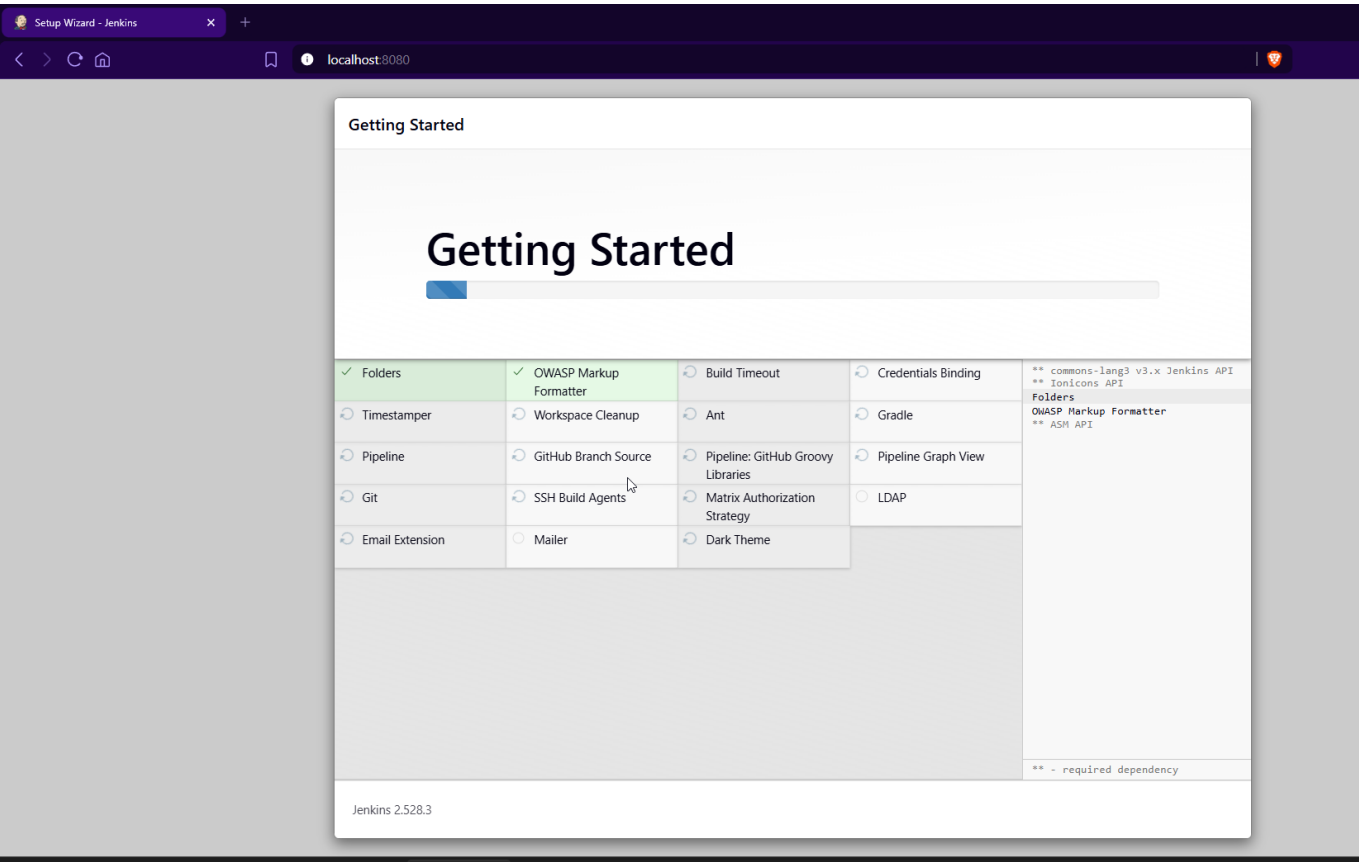 Setup Wizard - Jenkins
localhost:8080
Getting Started
Getting Started
Folders
OWASP Markup
Formatter
Build Timeout
Credentials Binding
Timestamper
Workspace Cleanup
Ant
Gradle
Pipeline
GitHub Branch Source
Pipeline: GitHub Groovy
Libraries
Pipeline Graph View
Git
SSH Build Agents
Matrix Authorization
Strategy
LDAP
Email Extension
Mailer
Dark Theme
** commons-lang3 v3.x Jenkins API
** Ionicons API
Folders
OWASP Markup Formatter
** ASM API
** - required dependency
Jenkins 2.528.3